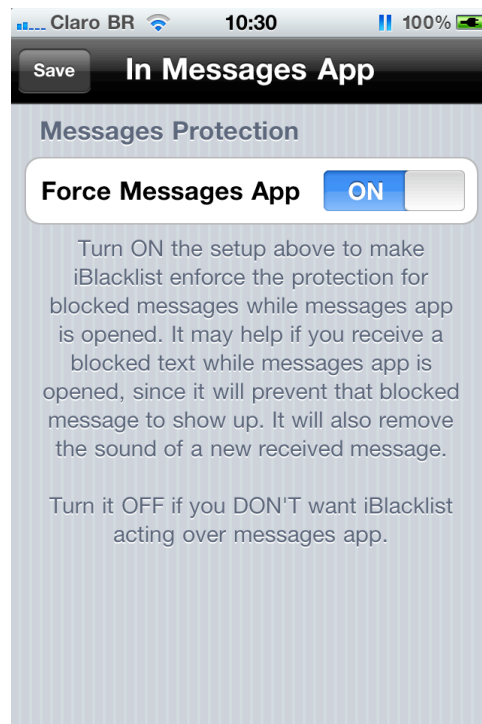 Claro BR 10:30 100%
Save In Messages App
Messages Protection
Force Messages App ON
Turn ON the setup above to make
iBlacklist enforce the protection for
blocked messages while messages app
is opened. It may help if you receive a
blocked text while messages app is
opened, since it will prevent that blocked
message to show up. It will also remove
the sound of a new received message.
Turn it OFF if you DON'T want iBlacklist
acting over messages app.